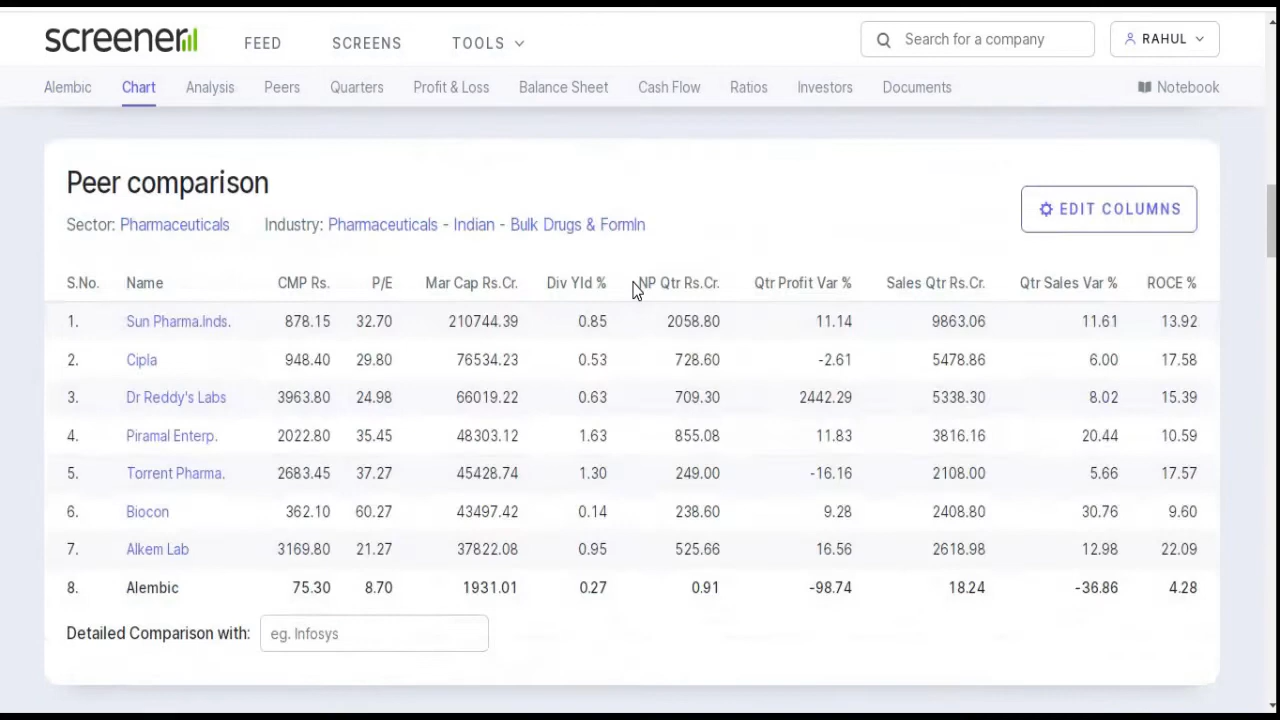 screener FEED SCREENS TOOLS Search for a company RAHUL
Alembic Chart Analysis Peers Quarters Profit & Loss Balance Sheet Cash Flow Ratios Investors Documents Notebook
Peer comparison
EDIT COLUMNS
Sector: Pharmaceuticals Industry: Pharmaceuticals - Indian - Bulk Drugs & Formln
S.No. Name CMP Rs. P/E Mar Cap Rs.Cr. Div Yld % NP Qtr Rs.Cr. Qtr Profit Var % Sales Qtr Rs.Cr. Qtr Sales Var % ROCE %
1. Sun Pharma.Inds. 878.15 32.70 210744.39 0.85 2058.80 11.14 9863.06 11.61 13.92
2. Cipla 948.40 29.80 76534.23 0.53 728.60 -2.61 5478.86 6.00 17.58
3. Dr Reddy's Labs 3963.80 24.98 66019.22 0.63 709.30 2442.29 5338.30 8.02 15.39
4. Piramal Enterp. 2022.80 35.45 48303.12 1.63 855.08 11.83 3816.16 20.44 10.59
5. Torrent Pharma. 2683.45 37.27 45428.74 1.30 249.00 -16.16 2108.00 5.66 17.57
6. Biocon 362.10 60.27 43497.42 0.14 238.60 9.28 2408.80 30.76 9.60
7. Alkem Lab 3169.80 21.27 37822.08 0.95 525.66 16.56 2618.98 12.98 22.09
8. Alembic 75.30 8.70 1931.01 0.27 0.91 -98.74 18.24 -36.86 4.28
Detailed Comparison with: eg. Infosys